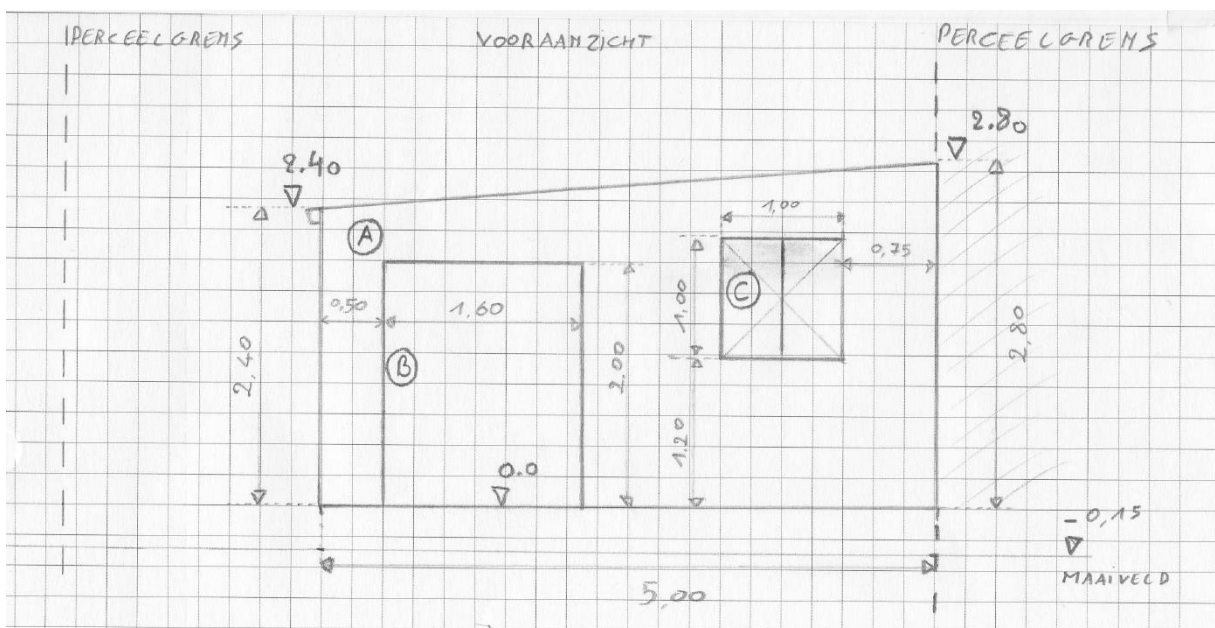 PERCEELGRENS
VOORAANZICHT
PERCEELGRENS
2.80
2.40
1,00
A
0,75
C
0,50
1,60
1,00
2,40
B
2.00
2,80
1.20
0.0
- 0,15
MAAIVELD
5,00